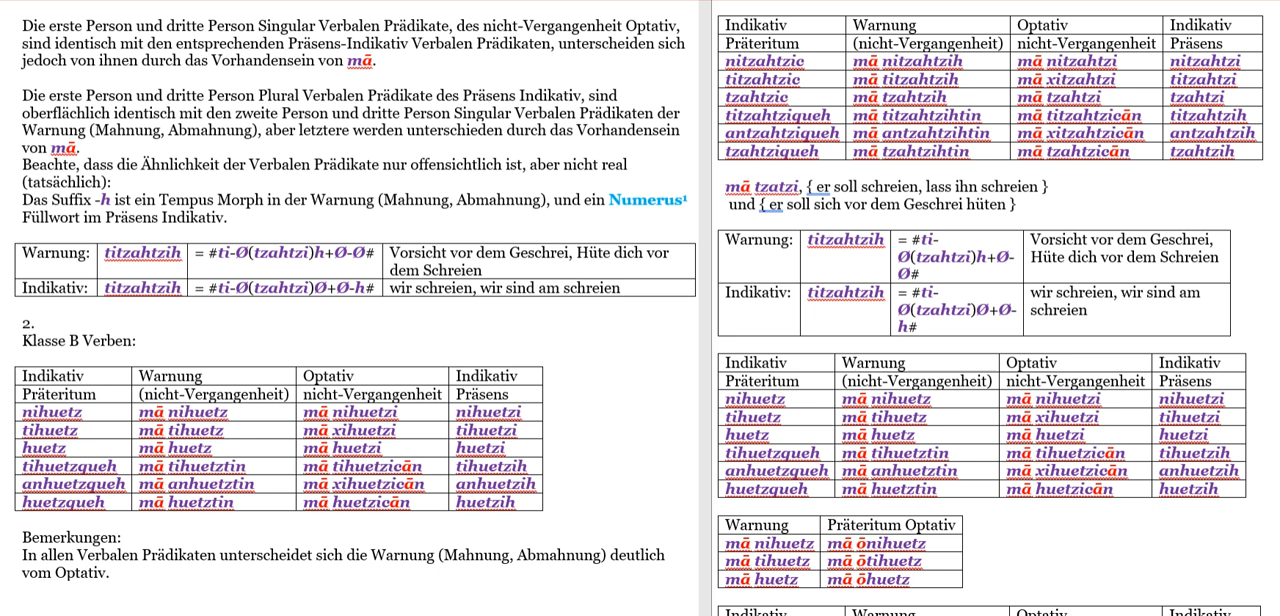 Die erste Person und dritte Person Singular Verbalen Prädikate, des nicht-Vergangenheit Optativ,
sind identisch mit den entsprechenden Präsens-Indikativ Verbalen Prädikaten, unterscheiden sich
jedoch von ihnen durch das Vorhandensein von mā.
Die erste Person und dritte Person Plural Verbalen Prädikate des Präsens Indikativ, sind
oberflächlich identisch mit den zweite Person und dritte Person Singular Verbalen Prädikaten der
Warnung (Mahnung, Abmahnung), aber letztere werden unterschieden durch das Vorhandensein
von mā.
Beachte, dass die Ähnlichkeit der Verbalen Prädikate nur offensichtlich ist, aber nicht real
(tatsächlich):
Das Suffix -h ist ein Tempus Morph in der Warnung (Mahnung, Abmahnung), und ein Numerus¹
Füllwort im Präsens Indikativ.
Warnung: titzahtzih = #ti-Ø(tzahtzi)h+Ø-Ø# Vorsicht vor dem Geschrei, Hüte dich vor
dem Schreien
Indikativ: titzahtzih = #ti-Ø(tzahtzi)Ø+Ø-h# wir schreien, wir sind am schreien
2.
Klasse B Verben:
Indikativ Warnung Optativ Indikativ
Präteritum (nicht-Vergangenheit) nicht-Vergangenheit Präsens
nihuetz mā nihuetz mā nihuetzi nihuetzi
tihuetz mā tihuetz mā xihuetzi tihuetzi
huetz mā huetz mā huetzi huetzi
tihuetzqueh mā tihuetztin mā tihuetzicān tihuetzih
anhuetzqueh mā anhuetztin mā xihuetzicān anhuetzih
huetzqueh mā huetztin mā huetzicān huetzih
Bemerkungen:
In allen Verbalen Prädikaten unterscheidet sich die Warnung (Mahnung, Abmahnung) deutlich
vom Optativ.
Indikativ Warnung Optativ Indikativ
Präteritum (nicht-Vergangenheit) nicht-Vergangenheit Präsens
nitzahtzic mā nitzahtzih mā nitzahtzi nitzahtzi
titzahtzic mā titzahtzih mā xitzahtzi titzahtzi
tzahtzic mā tzahtzih mā tzahtzi tzahtzi
titzahtziqueh mā titzahtzihtin mā titzahtzicān titzahtzih
antzahtziqueh mā antzahtzihtin mā xitzahtzicān antzahtzih
tzahtziqueh mā tzahtzihtin mā tzahtzicān tzahtzih
mā tzatzi, { er soll schreien, lass ihn schreien }
und { er soll sich vor dem Geschrei hüten }
Warnung: titzahtzih = #ti- Vorsicht vor dem Geschrei,
Ø(tzahtzi)h+Ø- Hüte dich vor dem Schreien
Ø#
Indikativ: titzahtzih = #ti- wir schreien, wir sind am
Ø(tzahtzi)Ø+Ø- schreien
h#
Indikativ Warnung Optativ Indikativ
Präteritum (nicht-Vergangenheit) nicht-Vergangenheit Präsens
nihuetz mā nihuetz mā nihuetzi nihuetzi
tihuetz mā tihuetz mā xihuetzi tihuetzi
huetz mā huetz mā huetzi huetzi
tihuetzqueh mā tihuetztin mā tihuetzicān tihuetzih
anhuetzqueh mā anhuetztin mā xihuetzicān anhuetzih
huetzqueh mā huetztin mā huetzicān huetzih
Warnung Präteritum Optativ
mā nihuetz mā ōnihuetz
mā tihuetz mā ōtihuetz
mā huetz mā ōhuetz
Indikativ Warnung Optativ Indikativ